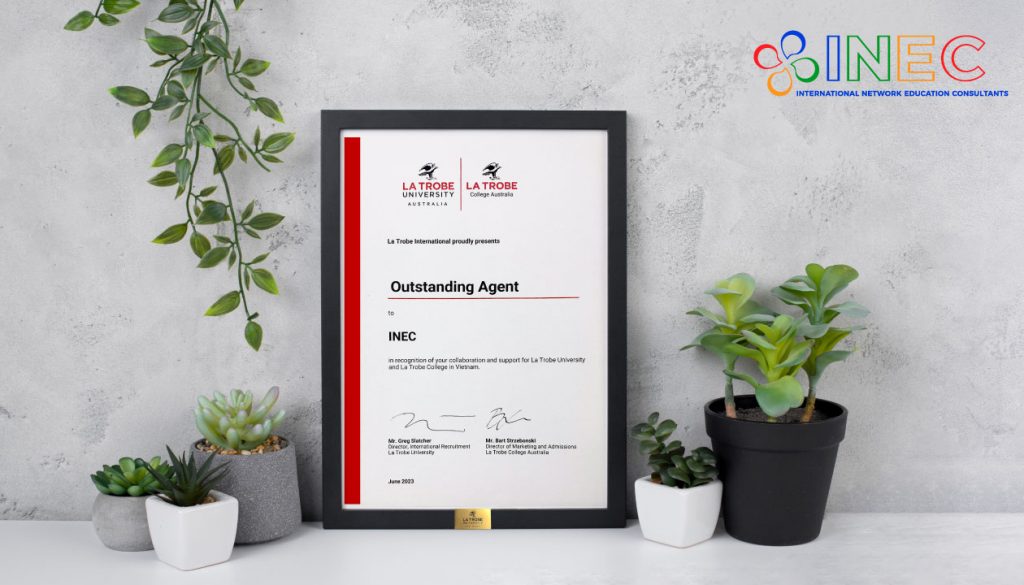 INEC
INTERNATIONAL NETWORK EDUCATION CONSULTANTS
LA TROBE
UNIVERSITY
AUSTRALIA
LA TROBE
College Australia
La Trobe International proudly presents
Outstanding Agent
to
INEC
in recognition of your collaboration and support for La Trobe University
and La Trobe College in Vietnam.
Mr. Greg Slatcher
Director, International Recruitment
La Trobe University
Mr. Bart Strzebonski
Director of Marketing and Admissions
La Trobe College Australia
June 2023
LA TROBE